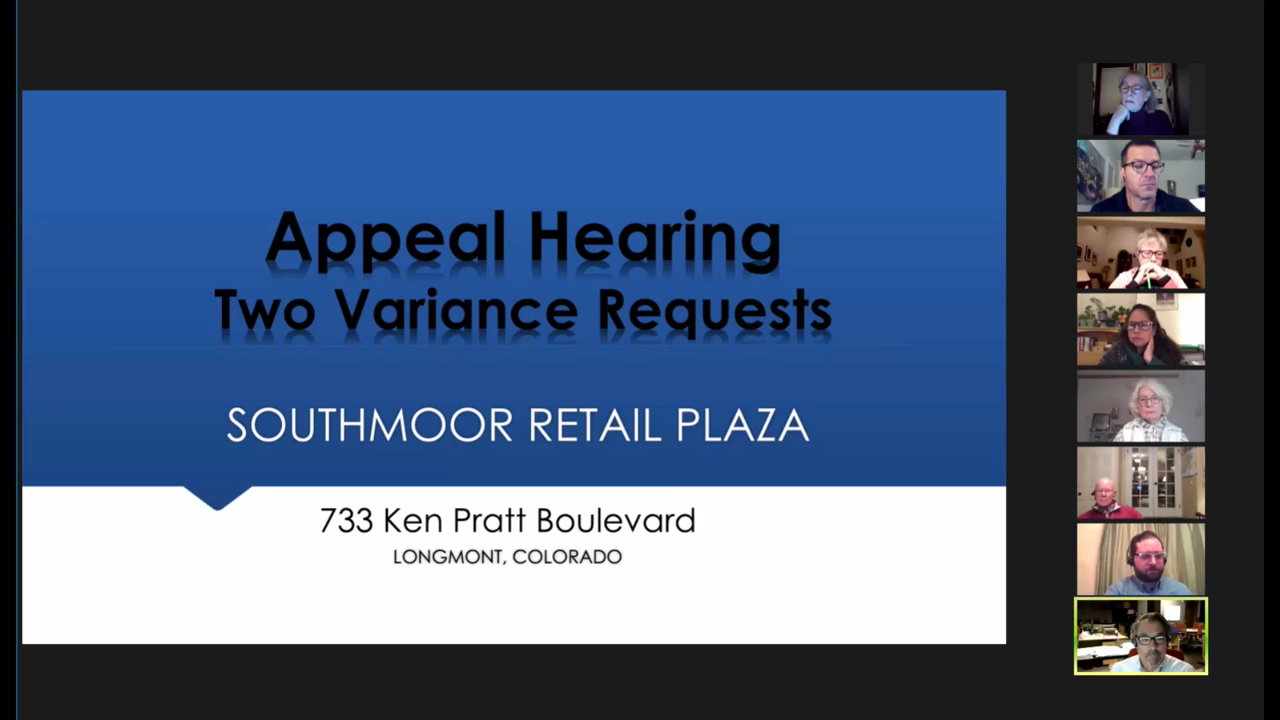 Appeal Hearing
Two Variance Requests
SOUTHMOOR RETAIL PLAZA
733 Ken Pratt Boulevard
LONGMONT, COLORADO